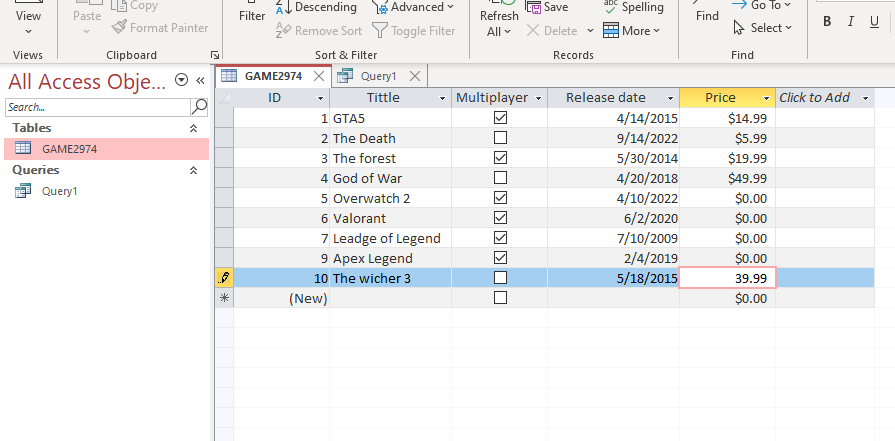 View Paste Copy Format Painter Filter Descending Remove Sort Advanced Toggle Filter Refresh All Save Delete Spelling More Find Go To Select B I U
Views Clipboard Sort & Filter Records Find
All Access Obje... «
Search...
Tables
GAME2974
Queries
Query1
GAME2974 Query1
ID Tittle Multiplayer Release date Price Click to Add
1 GTA5 4/14/2015 $14.99
2 The Death 9/14/2022 $5.99
3 The forest 5/30/2014 $19.99
4 God of War 4/20/2018 $49.99
5 Overwatch 2 4/10/2022 $0.00
6 Valorant 6/2/2020 $0.00
7 Leadge of Legend 7/10/2009 $0.00
9 Apex Legend 2/4/2019 $0.00
10 The wicher 3 5/18/2015 39.99
(New) $0.00